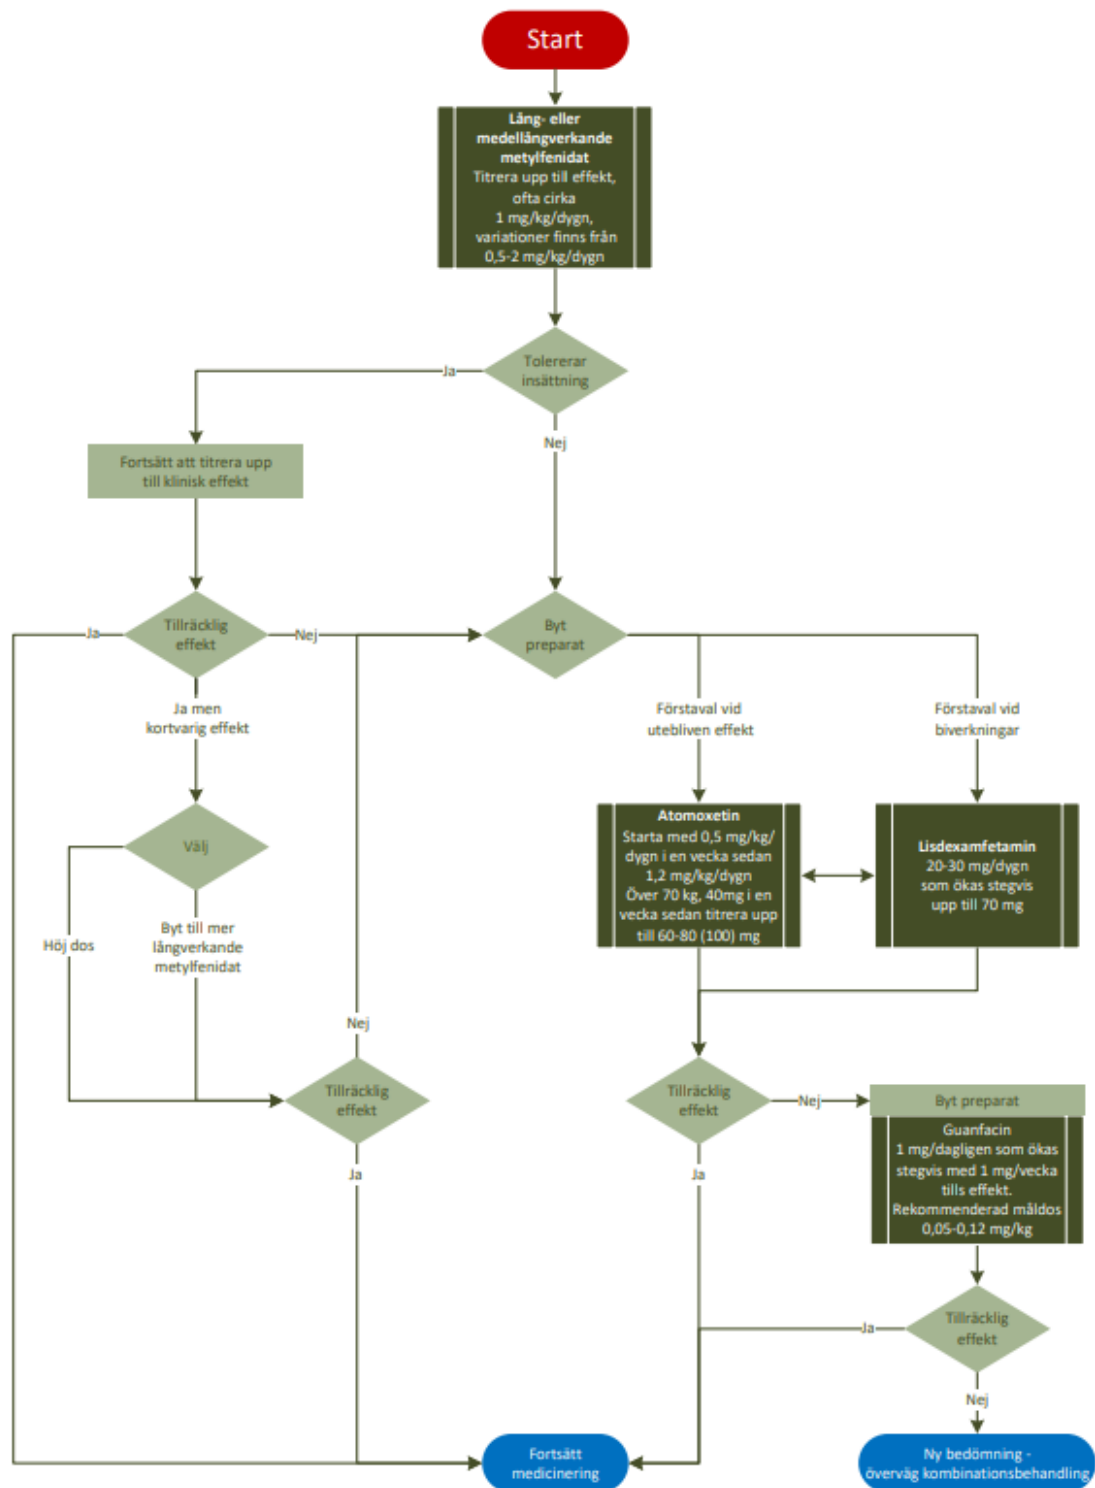 Start
Lång- eller
medellångverkande
metylfenidat
Titrera upp till effekt,
ofta cirka
1 mg/kg/dygn,
variationer finns från
0,5-2 mg/kg/dygn
Tolererar
insättning
Ja
Nej
Fortsätt att titrera upp
till klinisk effekt
Tillräcklig
effekt
Ja
Nej
Byt
preparat
Ja men
kortvarig effekt
Förstaval vid
utebliven effekt
Förstaval vid
biverkningar
Välj
Höj dos
Byt till mer
långverkande
metylfenidat
Atomoxetin
Starta med 0,5 mg/kg/
dygn i en vecka sedan
1,2 mg/kg/dygn
Över 70 kg, 40mg i en
vecka sedan titrera upp
till 60-80 (100) mg
Lisdexamfetamin
20-30 mg/dygn
som ökas stegvis
upp till 70 mg
Nej
Tillräcklig
effekt
Ja
Tillräcklig
effekt
Nej
Ja
Byt preparat
Guanfacin
1 mg/dagligen som ökas
stegvis med 1 mg/vecka
tills effekt.
Rekommenderad måldos
0,05-0,12 mg/kg
Tillräcklig
effekt
Ja
Nej
Fortsätt
medicinering
Ny bedömning -
överväg kombinationsbehandling